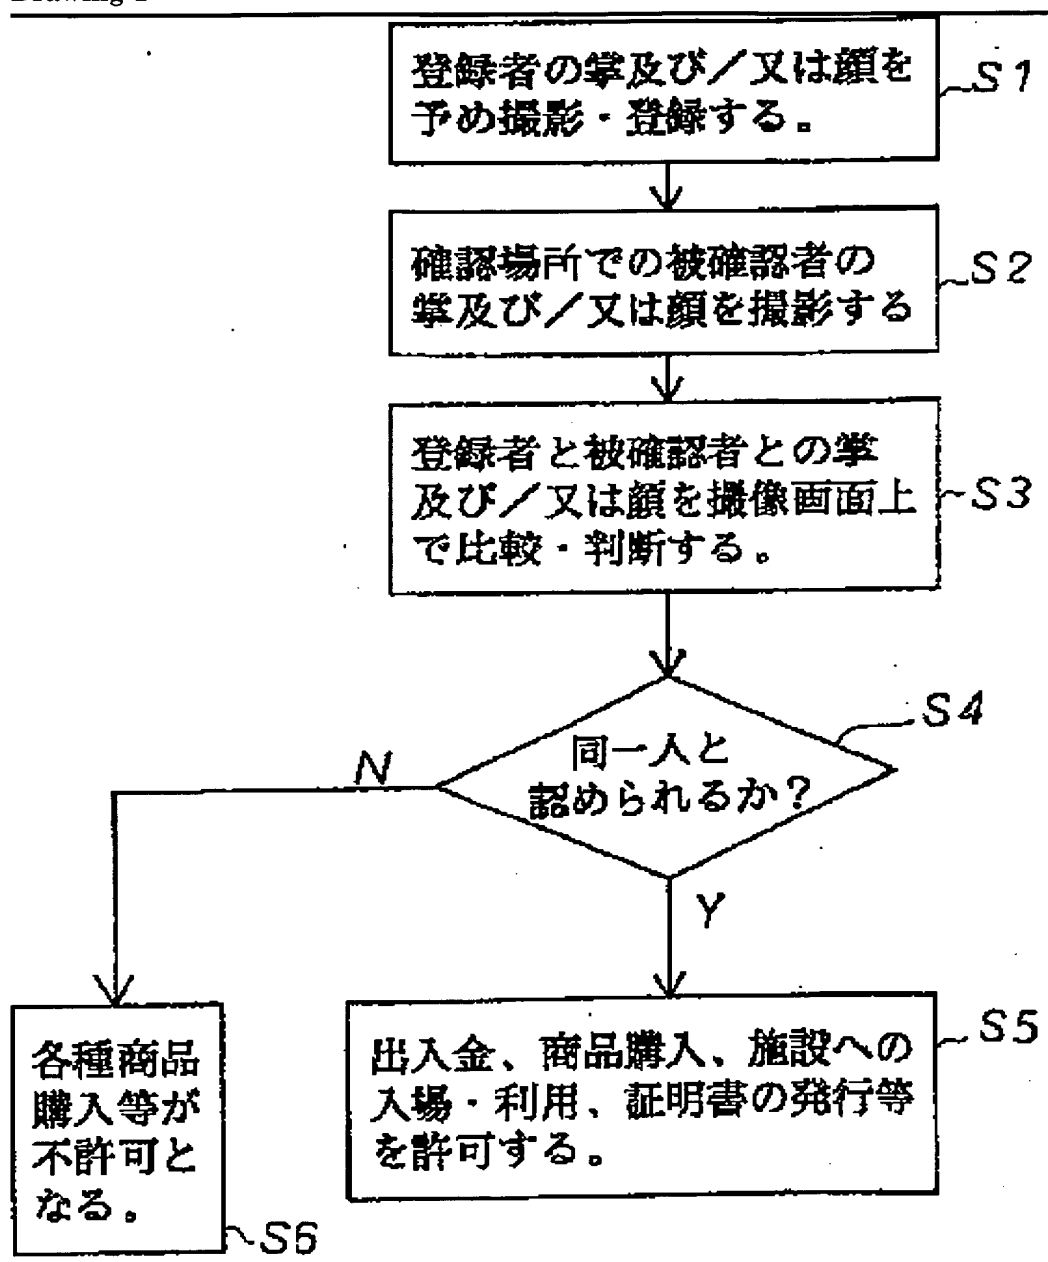 登録者の掌及び／又は顔を
予め撮影・登録する。
S1
確認場所での被確認者の
掌及び／又は顔を撮影する
S2
登録者と被確認者との掌
及び／又は顔を撮像画面上
で比較・判断する。
S3
S4
同一人と
認められるか？
N
Y
各種商品
購入等が
不許可と
なる。
S6
出入金、商品購入、施設への
入場・利用、証明書の発行等
を許可する。
S5